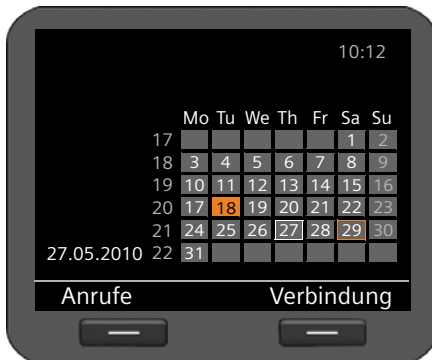 10:12
Mo Tu We Th Fr Sa Su
17 1 2
18 3 4 5 6 7 8 9
19 10 11 12 13 14 15 16
20 17 18 19 20 21 22 23
21 24 25 26 27 28 29 30
27.05.2010 22 31
Anrufe Verbindung